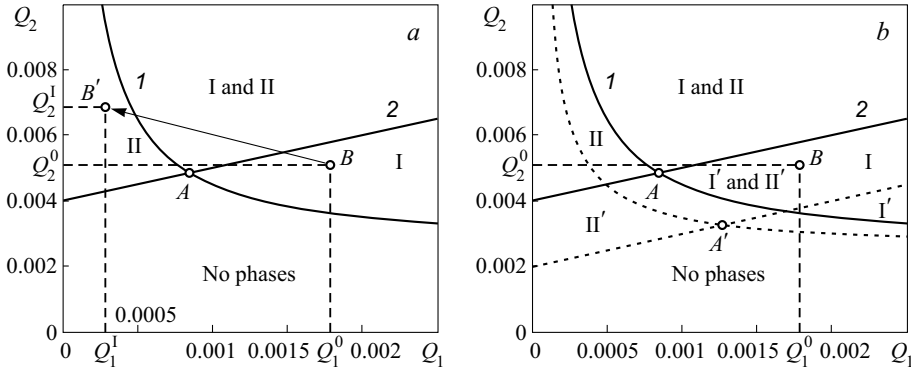 Q₂
a
0.008
1
I and II
Q₂ᴵ
B′
2
0.006
II
I
Q₂⁰
B
A
0.004
0.002
No phases
0.0005
0
0
Q₁ᴵ
0.001
0.0015
Q₁⁰
0.002
Q₁
Q₂
b
0.008
1
I and II
2
0.006
II
I
Q₂⁰
B
A
I′ and II′
0.004
I′
II′
A′
0.002
No phases
0
0
0.0005
0.001
0.0015
Q₁⁰
0.002
Q₁